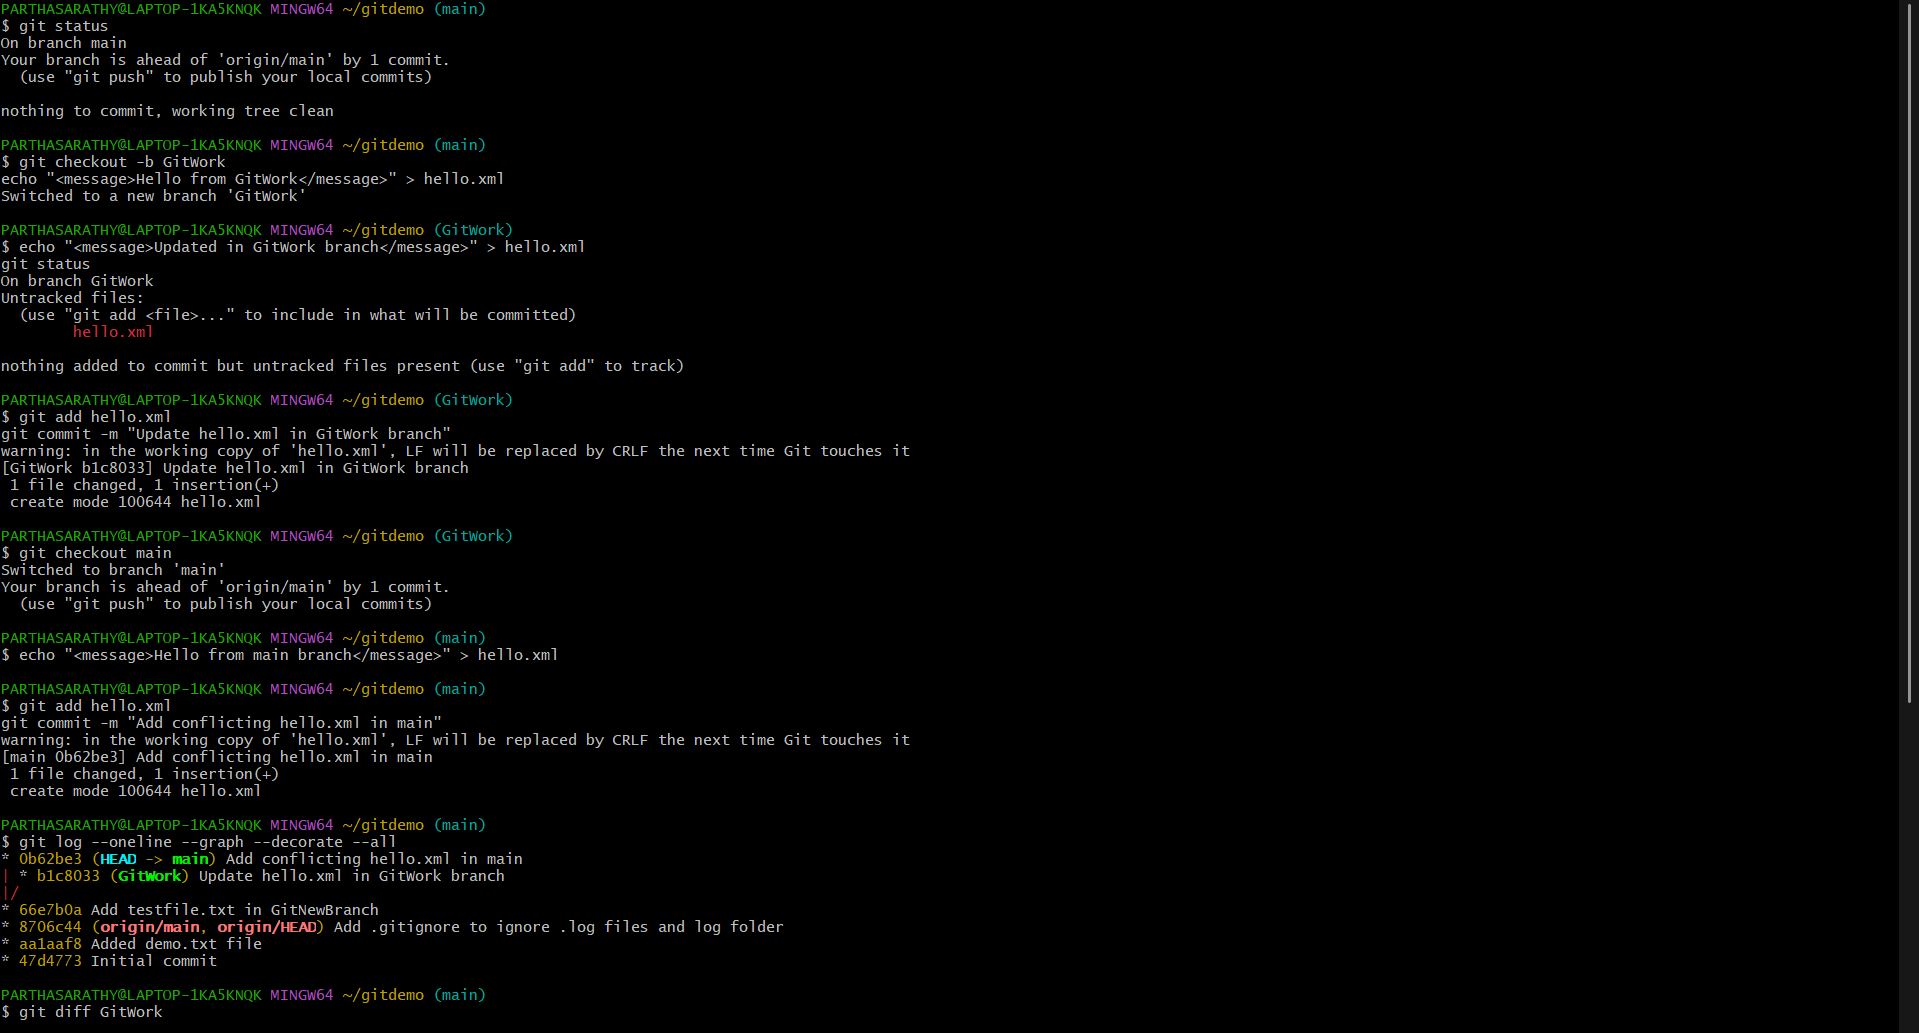 PARTHASARATHY@LAPTOP-1KA5KNQK MINGW64 ~/gitdemo (main)
$ git status
On branch main
Your branch is ahead of 'origin/main' by 1 commit.
  (use "git push" to publish your local commits)

nothing to commit, working tree clean

PARTHASARATHY@LAPTOP-1KA5KNQK MINGW64 ~/gitdemo (main)
$ git checkout -b GitWork
echo "<message>Hello from GitWork</message>" > hello.xml
Switched to a new branch 'GitWork'

PARTHASARATHY@LAPTOP-1KA5KNQK MINGW64 ~/gitdemo (GitWork)
$ echo "<message>Updated in GitWork branch</message>" > hello.xml
git status
On branch GitWork
Untracked files:
  (use "git add <file>..." to include in what will be committed)
        hello.xml

nothing added to commit but untracked files present (use "git add" to track)

PARTHASARATHY@LAPTOP-1KA5KNQK MINGW64 ~/gitdemo (GitWork)
$ git add hello.xml
git commit -m "Update hello.xml in GitWork branch"
warning: in the working copy of 'hello.xml', LF will be replaced by CRLF the next time Git touches it
[GitWork b1c8033] Update hello.xml in GitWork branch
 1 file changed, 1 insertion(+)
 create mode 100644 hello.xml

PARTHASARATHY@LAPTOP-1KA5KNQK MINGW64 ~/gitdemo (GitWork)
$ git checkout main
Switched to branch 'main'
Your branch is ahead of 'origin/main' by 1 commit.
  (use "git push" to publish your local commits)

PARTHASARATHY@LAPTOP-1KA5KNQK MINGW64 ~/gitdemo (main)
$ echo "<message>Hello from main branch</message>" > hello.xml

PARTHASARATHY@LAPTOP-1KA5KNQK MINGW64 ~/gitdemo (main)
$ git add hello.xml
git commit -m "Add conflicting hello.xml in main"
warning: in the working copy of 'hello.xml', LF will be replaced by CRLF the next time Git touches it
[main 0b62be3] Add conflicting hello.xml in main
 1 file changed, 1 insertion(+)
 create mode 100644 hello.xml

PARTHASARATHY@LAPTOP-1KA5KNQK MINGW64 ~/gitdemo (main)
$ git log --oneline --graph --decorate --all
* 0b62be3 (HEAD -> main) Add conflicting hello.xml in main
| * b1c8033 (GitWork) Update hello.xml in GitWork branch
|/
* 66e7b0a Add testfile.txt in GitNewBranch
* 8706c44 (origin/main, origin/HEAD) Add .gitignore to ignore .log files and log folder
* aa1aaf8 Added demo.txt file
* 47d4773 Initial commit

PARTHASARATHY@LAPTOP-1KA5KNQK MINGW64 ~/gitdemo (main)
$ git diff GitWork